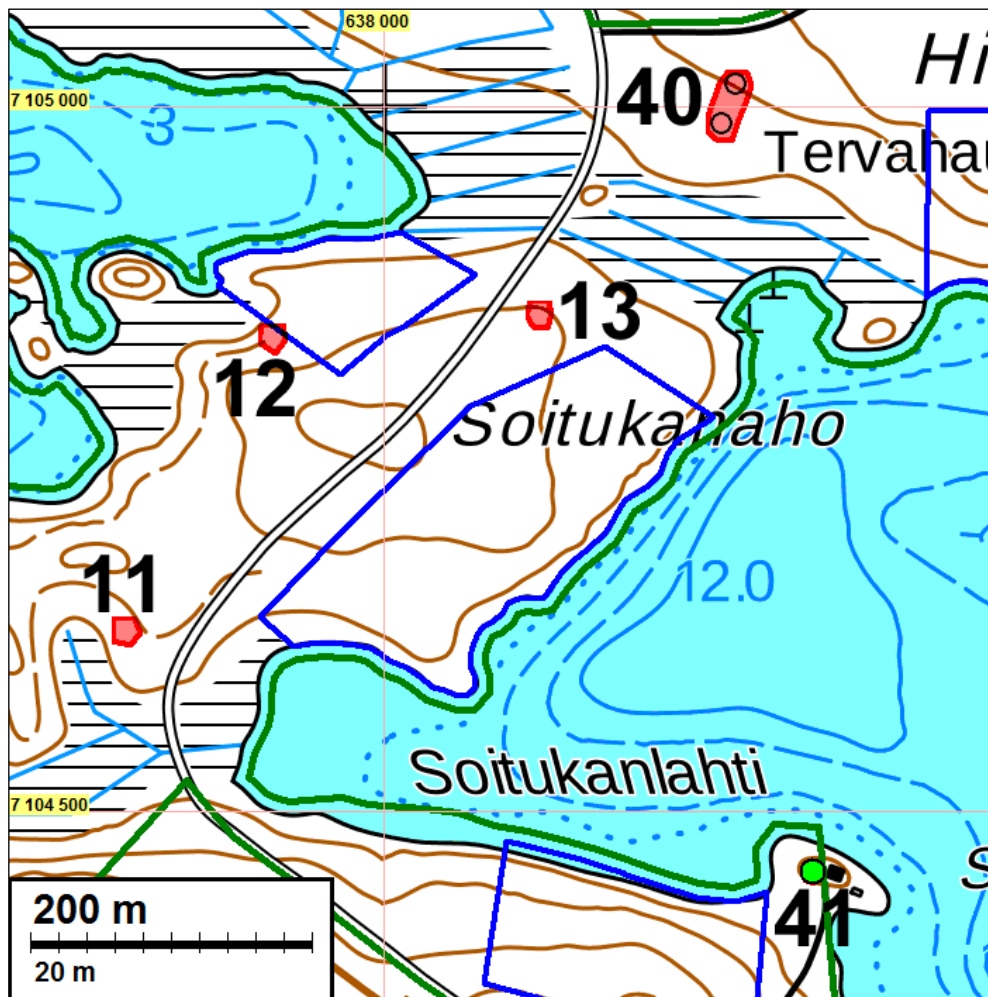 638 000
Hi
7 105 000
40
3
Tervahau
13
12
Soitukanaho
11
12.0
Soitukanlahti
7 104 500
S
41
200 m
20 m